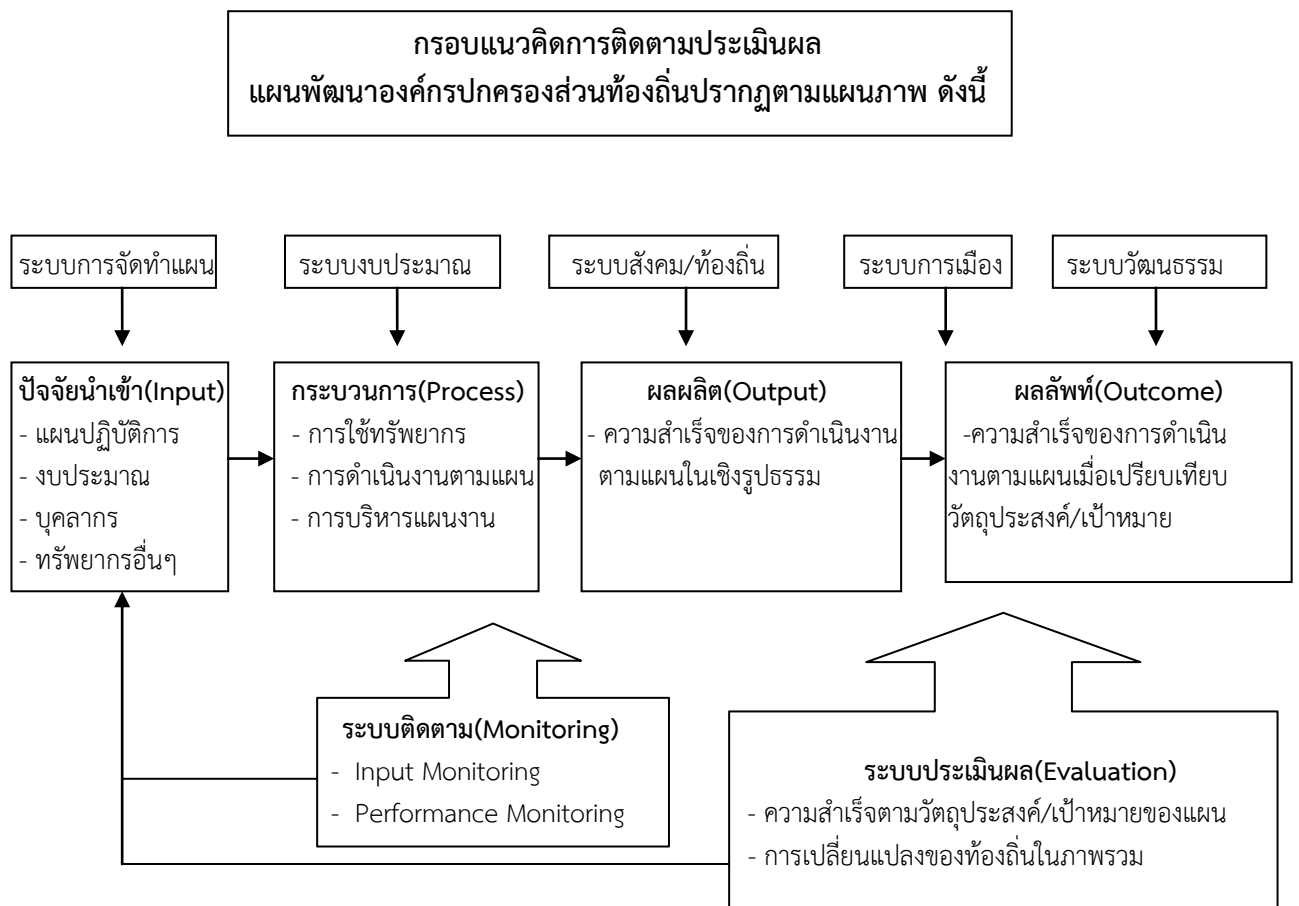 กรอบแนวคิดการติดตามประเมินผล
แผนพัฒนาองค์กรปกครองส่วนท้องถิ่นปรากฏตามแผนภาพ ดังนี้
ระบบการจัดทำแผน
ระบบงบประมาณ
ระบบสังคม/ท้องถิ่น
ระบบการเมือง
ระบบวัฒนธรรม
ปัจจัยนำเข้า(Input)
- แผนปฏิบัติการ
- งบประมาณ
- บุคลากร
- ทรัพยากรอื่นๆ
กระบวนการ(Process)
- การใช้ทรัพยากร
- การดำเนินงานตามแผน
- การบริหารแผนงาน
ผลผลิต(Output)
- ความสำเร็จของการดำเนินงาน
ตามแผนในเชิงรูปธรรม
ผลลัพท์(Outcome)
-ความสำเร็จของการดำเนิน
งานตามแผนเมื่อเปรียบเทียบ
วัตถุประสงค์/เป้าหมาย
ระบบติดตาม(Monitoring)
- Input Monitoring
- Performance Monitoring
ระบบประเมินผล(Evaluation)
- ความสำเร็จตามวัตถุประสงค์/เป้าหมายของแผน
- การเปลี่ยนแปลงของท้องถิ่นในภาพรวม